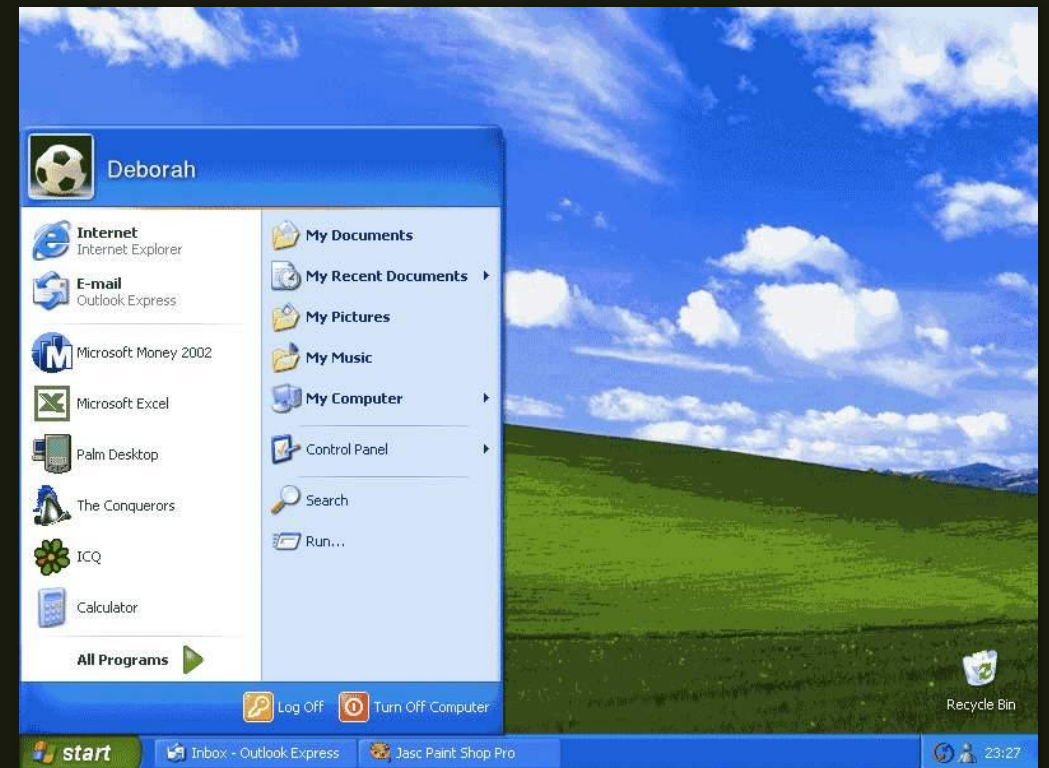 Deborah
Internet
Internet Explorer
E-mail
Outlook Express
Microsoft Money 2002
Microsoft Excel
Palm Desktop
The Conquerors
ICQ
Calculator
All Programs
My Documents
My Recent Documents
My Pictures
My Music
My Computer
Control Panel
Search
Run...
Log Off
Turn Off Computer
Recycle Bin
start
Inbox - Outlook Express
Jasc Paint Shop Pro
23:27